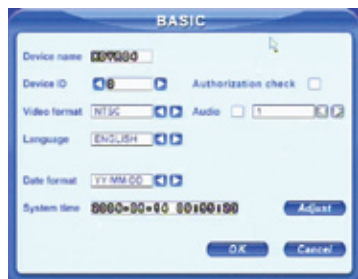 BASIC
Device name
Device ID 0 Authorization check
Video format NTSC Audio 1
Language ENGLISH
Date format YY-MM-DD
System time Adjust
OK Cancel